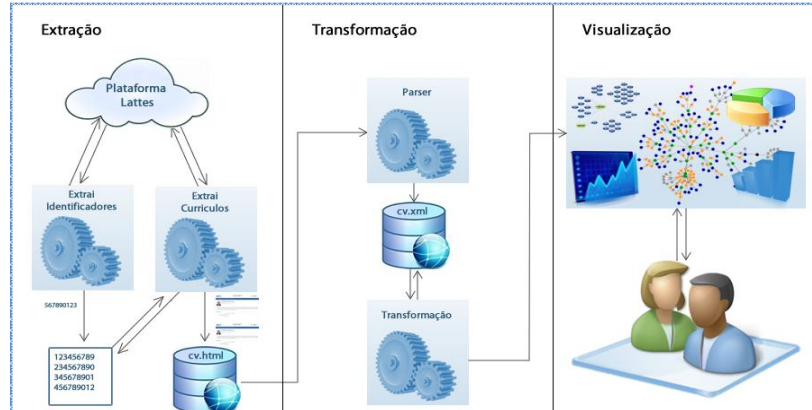 Extração
Transformação
Visualização
Plataforma
Lattes
Parser
Extrai
Identificadores
Extrai
Curriculos
cv.xml
567890123
Transformação
123456789
234567890
345678901
456789012
cv.html